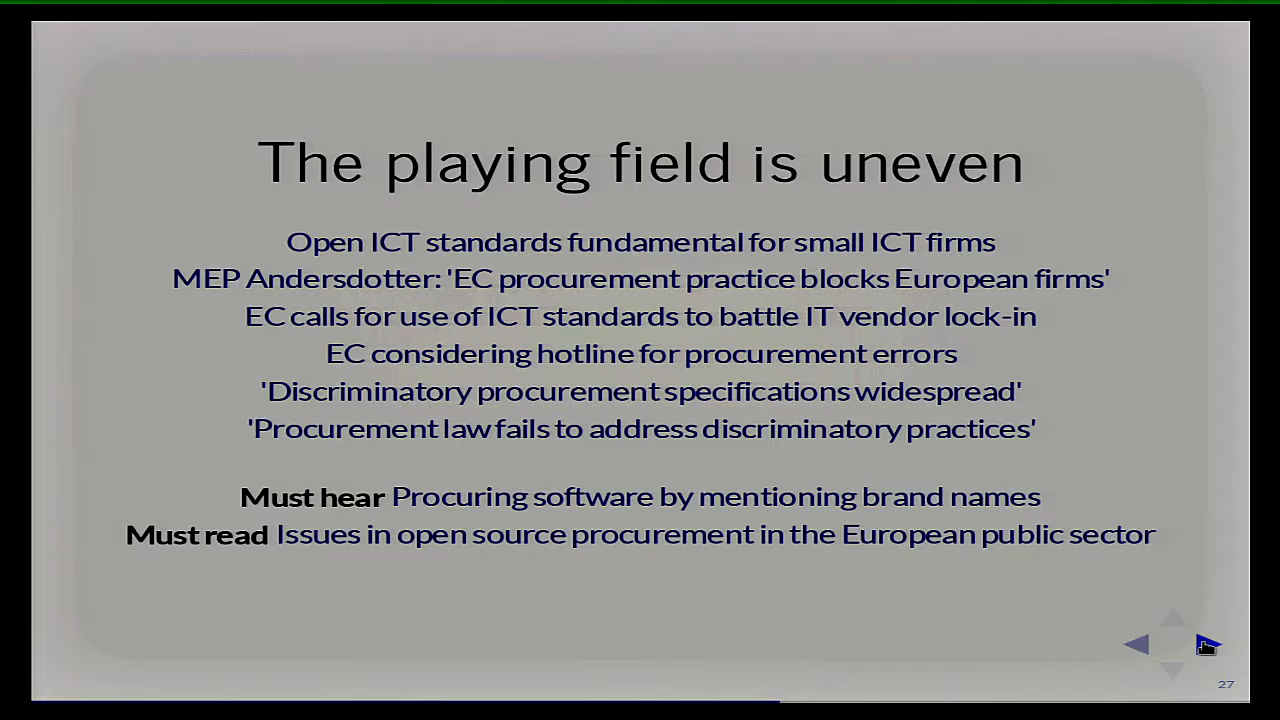 The playing field is uneven
Open ICT standards fundamental for small ICT firms
MEP Andersdotter: 'EC procurement practice blocks European firms'
EC calls for use of ICT standards to battle IT vendor lock-in
EC considering hotline for procurement errors
'Discriminatory procurement specifications widespread'
'Procurement law fails to address discriminatory practices'
Must hear Procuring software by mentioning brand names
Must read Issues in open source procurement in the European public sector
27